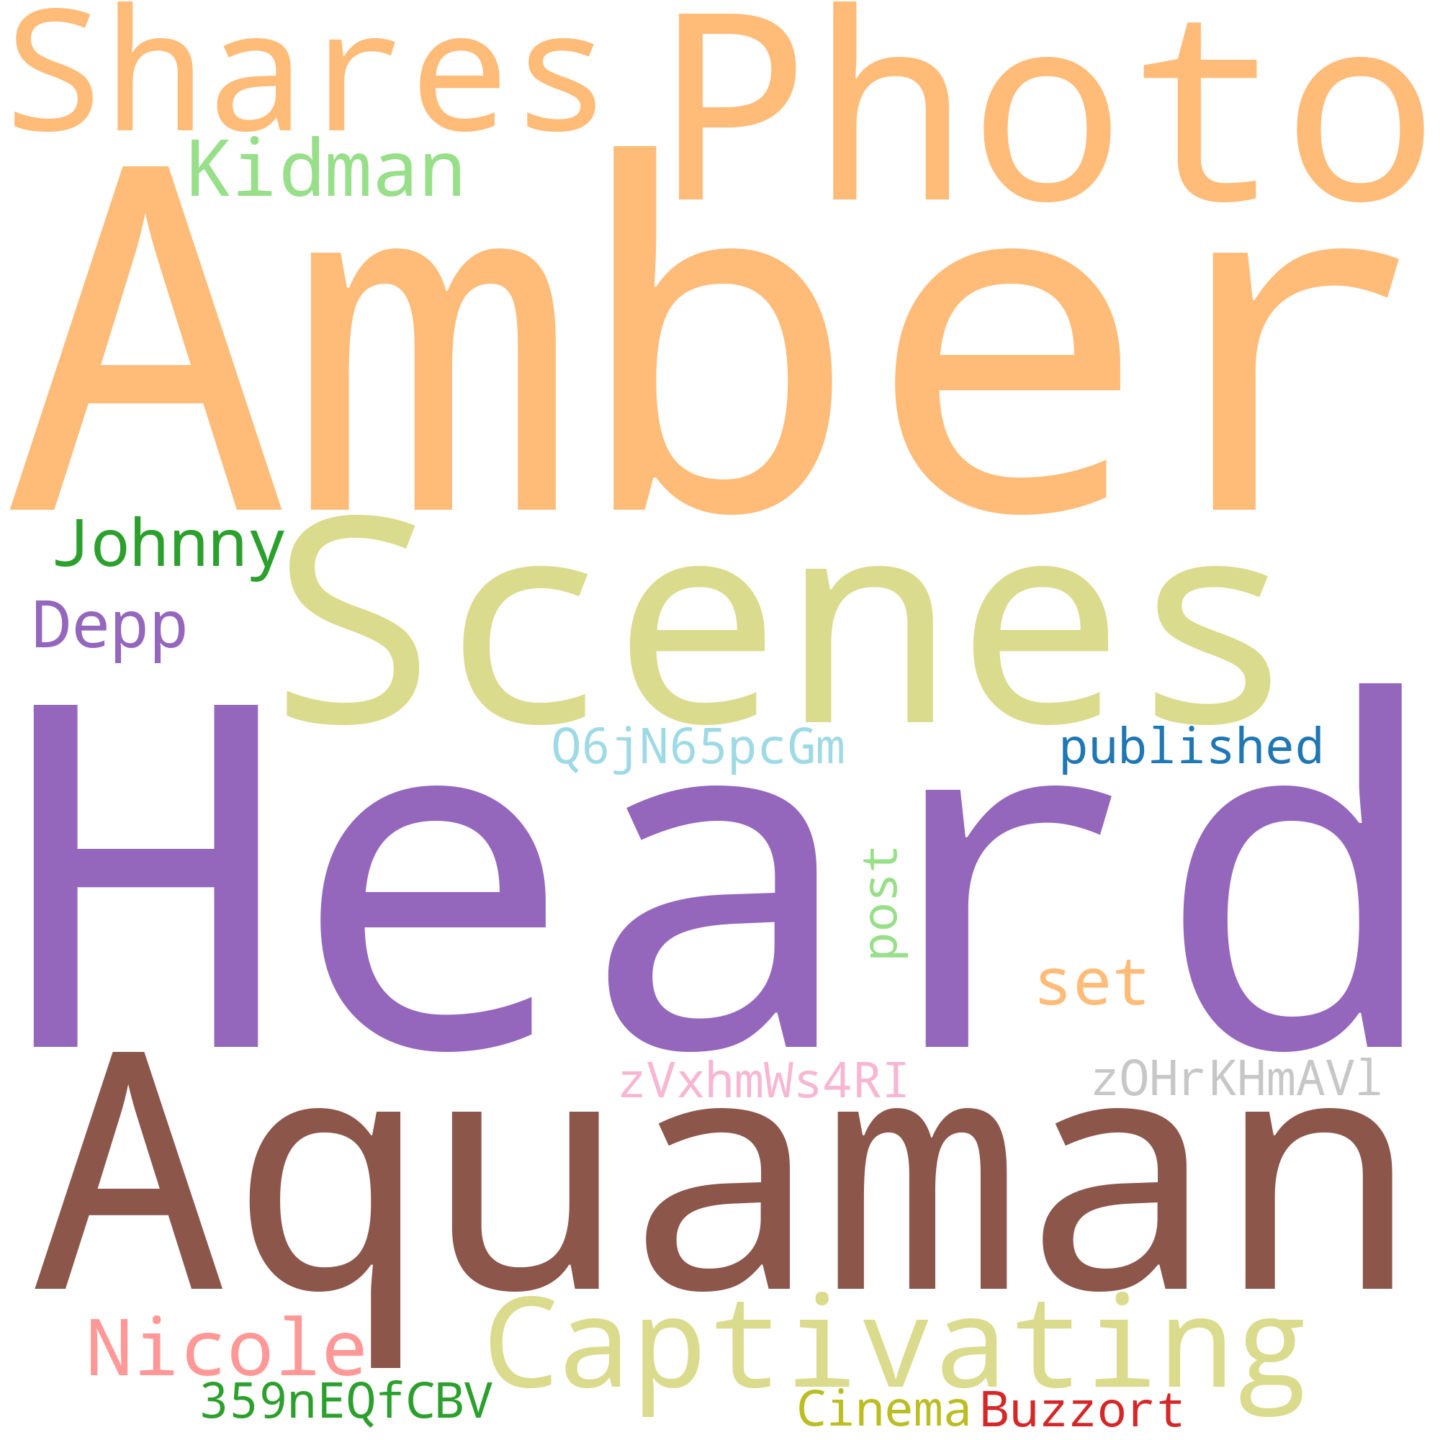 Shares Photo
Kidman
Amber
Johnny
Scenes
Depp
Q6jN65pcGm published
Heard
post
set
zVxhmWs4RI zOHrKHmAVl
Aquaman
Nicole Captivating
359nEQfCBV Cinema Buzzort